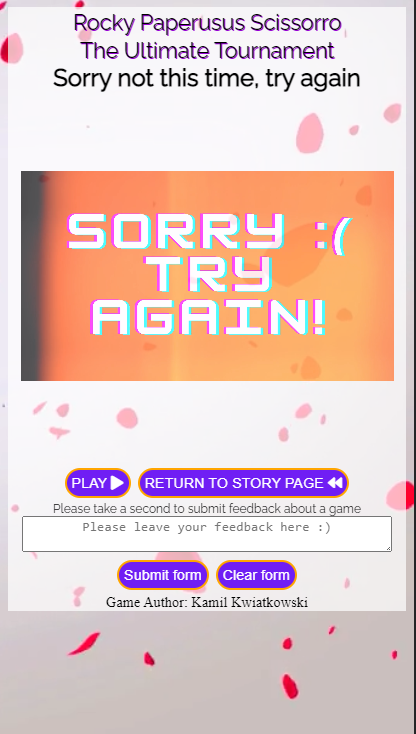 Rocky Paperusus Scissorro
The Ultimate Tournament
Sorry not this time, try again
SORRY :(
TRY
AGAIN!
PLAY RETURN TO STORY PAGE
Please take a second to submit feedback about a game
Please leave your feedback here :)
Submit form Clear form
Game Author: Kamil Kwiatkowski